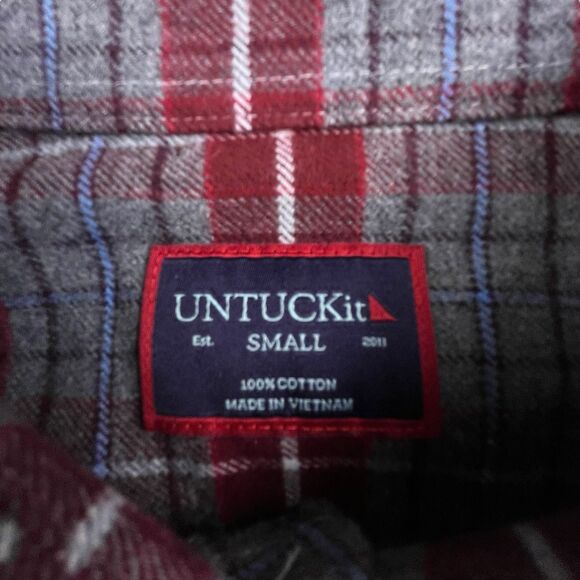 UNTUCKit
Est. SMALL 2011
100% COTTON
MADE IN VIETNAM